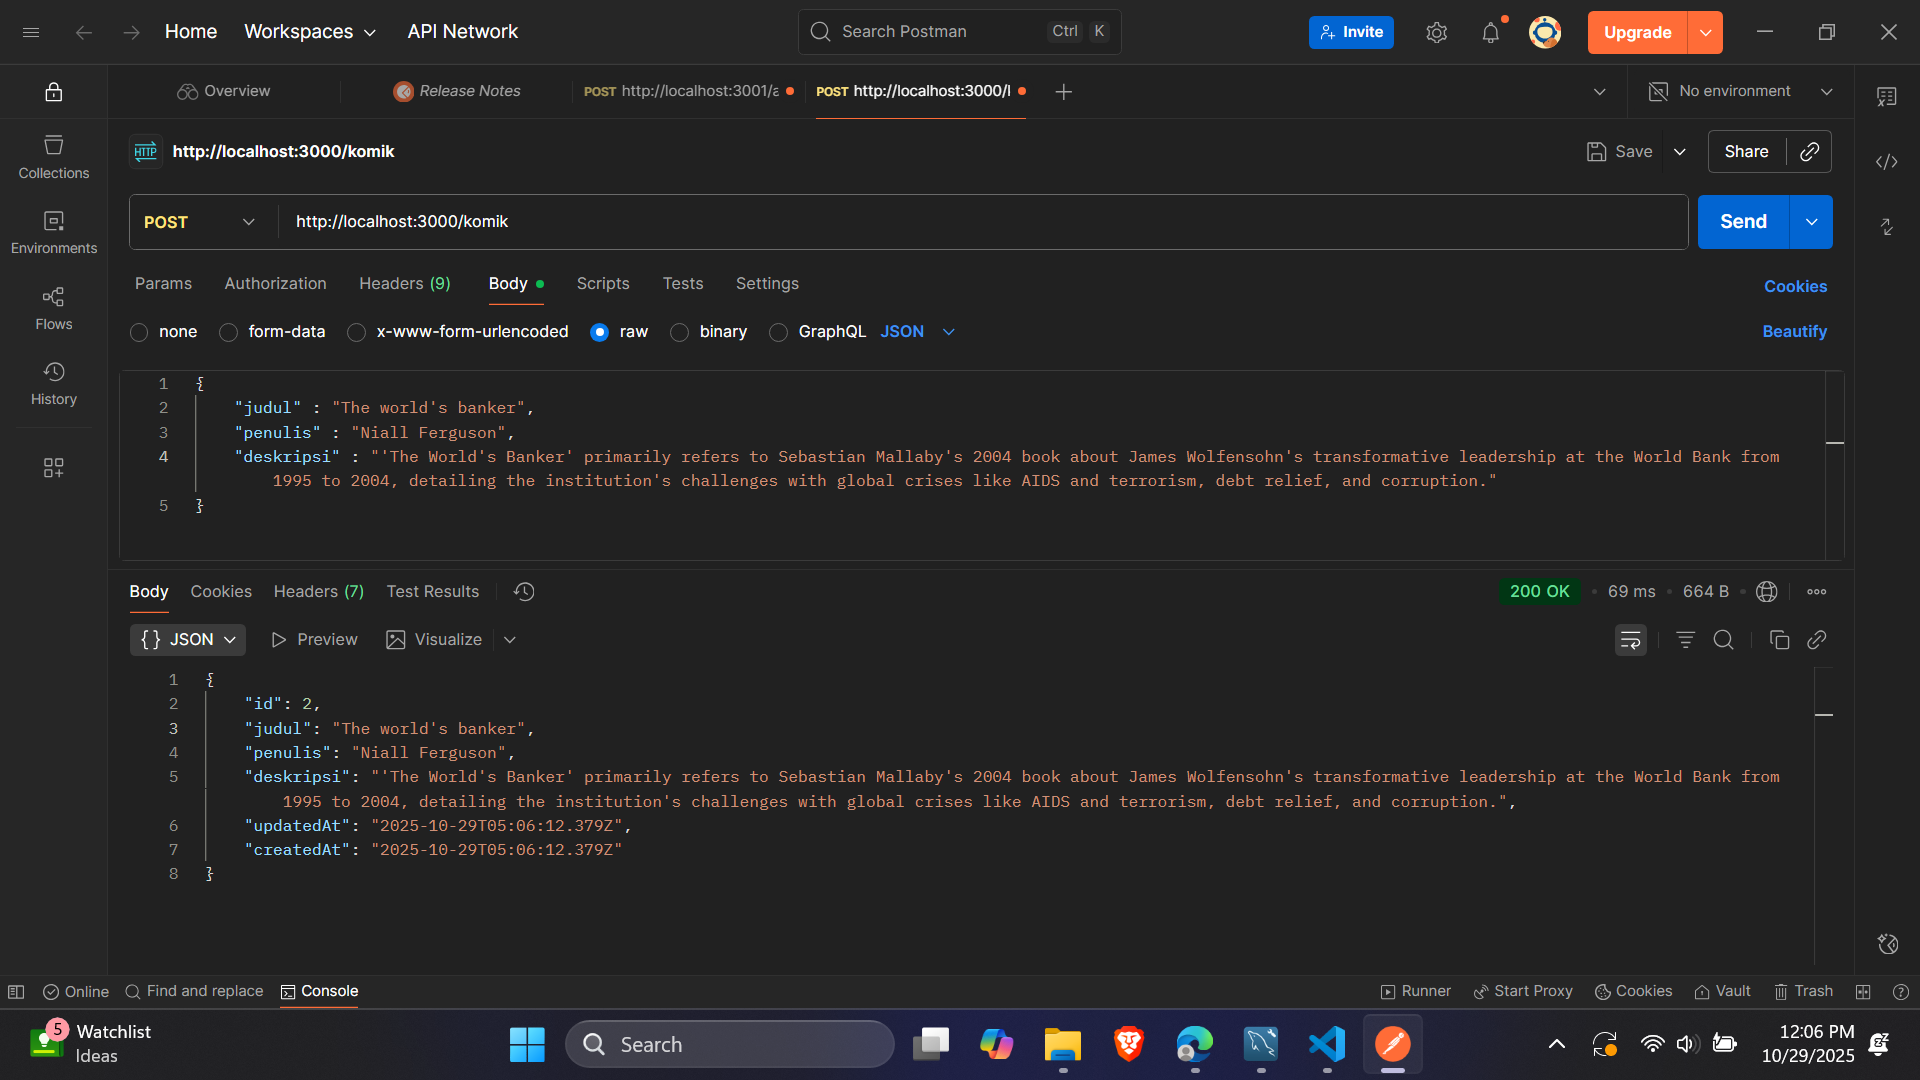 Home
Workspaces
API Network
Search Postman
Ctrl
K
Invite
Upgrade
Overview
Release Notes
POST http://localhost:3001/a
POST http://localhost:3000/l
No environment
Collections
Environments
Flows
History
HTTP
http://localhost:3000/komik
Save
Share
POST
http://localhost:3000/komik
Send
Params
Authorization
Headers (9)
Body
Scripts
Tests
Settings
Cookies
none
form-data
x-www-form-urlencoded
raw
binary
GraphQL
JSON
Beautify
1 {
2 "judul" : "The world's banker",
3 "penulis" : "Niall Ferguson",
4 "deskripsi" : "'The World's Banker' primarily refers to Sebastian Mallaby's 2004 book about James Wolfensohn's transformative leadership at the World Bank from
1995 to 2004, detailing the institution's challenges with global crises like AIDS and terrorism, debt relief, and corruption."
5 }
Body
Cookies
Headers (7)
Test Results
200 OK
69 ms
664 B
{} JSON
Preview
Visualize
1 {
2 "id": 2,
3 "judul": "The world's banker",
4 "penulis": "Niall Ferguson",
5 "deskripsi": "'The World's Banker' primarily refers to Sebastian Mallaby's 2004 book about James Wolfensohn's transformative leadership at the World Bank from
1995 to 2004, detailing the institution's challenges with global crises like AIDS and terrorism, debt relief, and corruption.",
6 "updatedAt": "2025-10-29T05:06:12.379Z",
7 "createdAt": "2025-10-29T05:06:12.379Z"
8 }
Online
Find and replace
Console
Runner
Start Proxy
Cookies
Vault
Trash
5
Watchlist
Ideas
Search
12:06 PM
10/29/2025